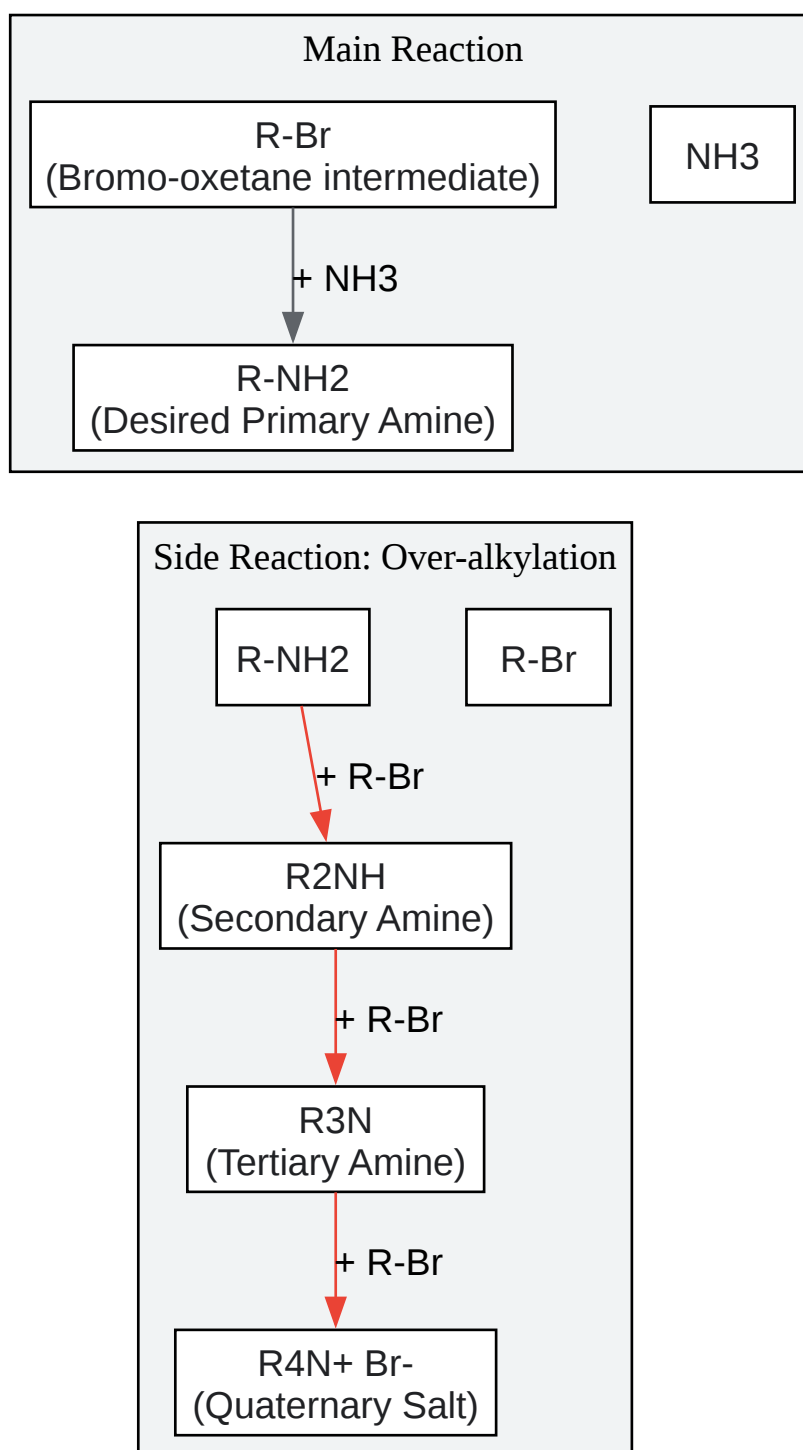 Main Reaction
R-Br
(Bromo-oxetane intermediate)
NH3
+ NH3
R-NH2
(Desired Primary Amine)
Side Reaction: Over-alkylation
R-NH2
R-Br
+ R-Br
R2NH
(Secondary Amine)
+ R-Br
R3N
(Tertiary Amine)
+ R-Br
R4N+ Br-
(Quaternary Salt)